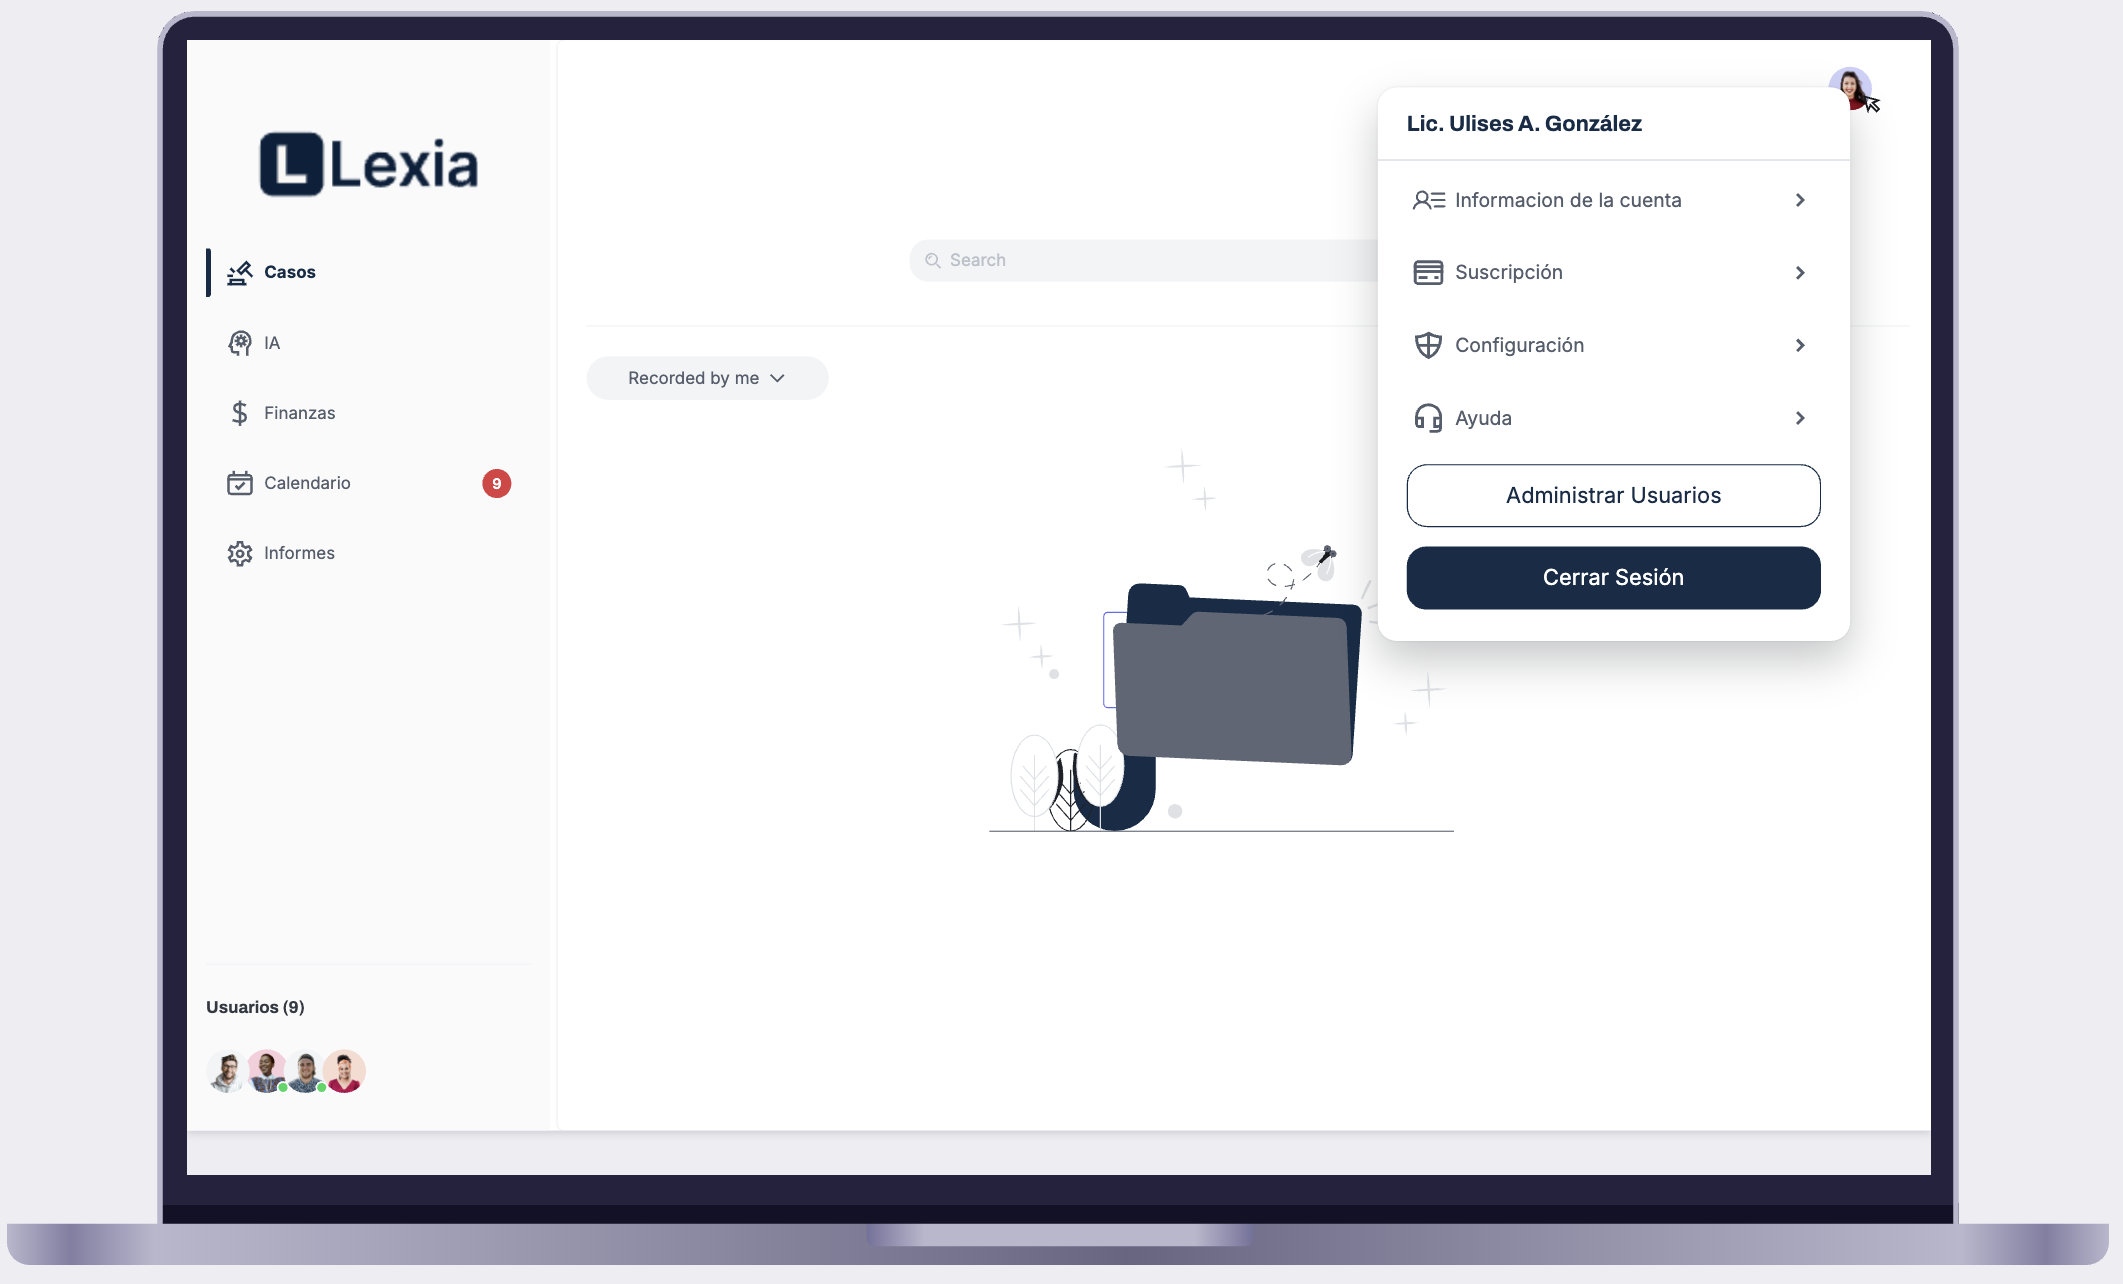 Lexia
Casos
IA
Finanzas
Calendario
9
Informes
Usuarios (9)
Search
Recorded by me
Lic. Ulises A. González
Informacion de la cuenta
Suscripción
Configuración
Ayuda
Administrar Usuarios
Cerrar Sesión